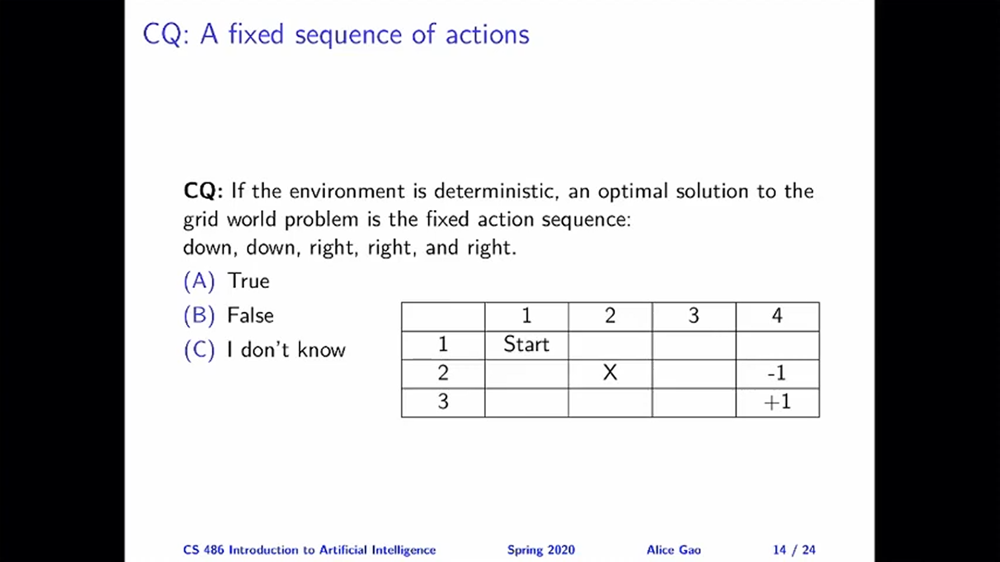 CQ: A fixed sequence of actions
CQ: If the environment is deterministic, an optimal solution to the
grid world problem is the fixed action sequence:
down, down, right, right, and right.
(A) True
(B) False
(C) I don't know
1 2 3 4
1 Start
2 X -1
3 +1
CS 486 Introduction to Artificial Intelligence Spring 2020 Alice Gao 14 / 24